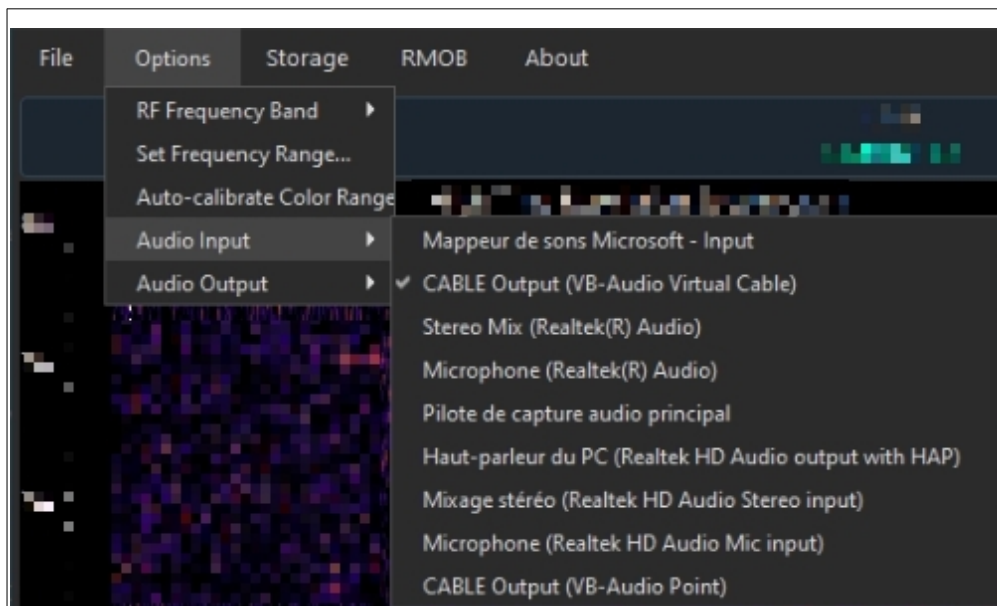 File Options Storage RMOB About
RF Frequency Band
Set Frequency Range...
Auto-calibrate Color Range
Audio Input
Audio Output
Mappeur de sons Microsoft - Input
CABLE Output (VB-Audio Virtual Cable)
Stereo Mix (Realtek(R) Audio)
Microphone (Realtek(R) Audio)
Pilote de capture audio principal
Haut-parleur du PC (Realtek HD Audio output with HAP)
Mixage stéréo (Realtek HD Audio Stereo input)
Microphone (Realtek HD Audio Mic input)
CABLE Output (VB-Audio Point)